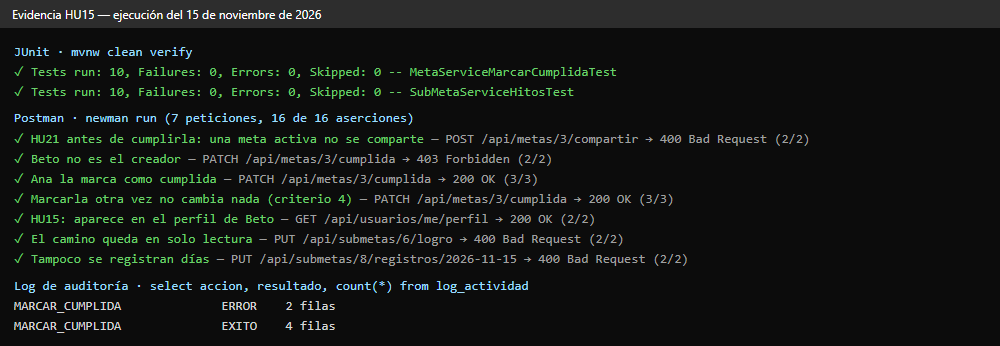 Evidencia HU15 — ejecución del 15 de noviembre de 2026
JUnit · mvnw clean verify
✓ Tests run: 10, Failures: 0, Errors: 0, Skipped: 0 -- MetaServiceMarcarCumplidaTest
✓ Tests run: 10, Failures: 0, Errors: 0, Skipped: 0 -- SubMetaServiceHitosTest
Postman · newman run (7 peticiones, 16 de 16 aserciones)
✓ HU21 antes de cumplirla: una meta activa no se comparte — POST /api/metas/3/compartir → 400 Bad Request (2/2)
✓ Beto no es el creador — PATCH /api/metas/3/cumplida → 403 Forbidden (2/2)
✓ Ana la marca como cumplida — PATCH /api/metas/3/cumplida → 200 OK (3/3)
✓ Marcarla otra vez no cambia nada (criterio 4) — PATCH /api/metas/3/cumplida → 200 OK (3/3)
✓ HU15: aparece en el perfil de Beto — GET /api/usuarios/me/perfil → 200 OK (2/2)
✓ El camino queda en solo lectura — PUT /api/submetas/6/logro → 400 Bad Request (2/2)
✓ Tampoco se registran días — PUT /api/submetas/8/registros/2026-11-15 → 400 Bad Request (2/2)
Log de auditoría · select accion, resultado, count(*) from log_actividad
MARCAR_CUMPLIDA ERROR 2 filas
MARCAR_CUMPLIDA EXITO 4 filas